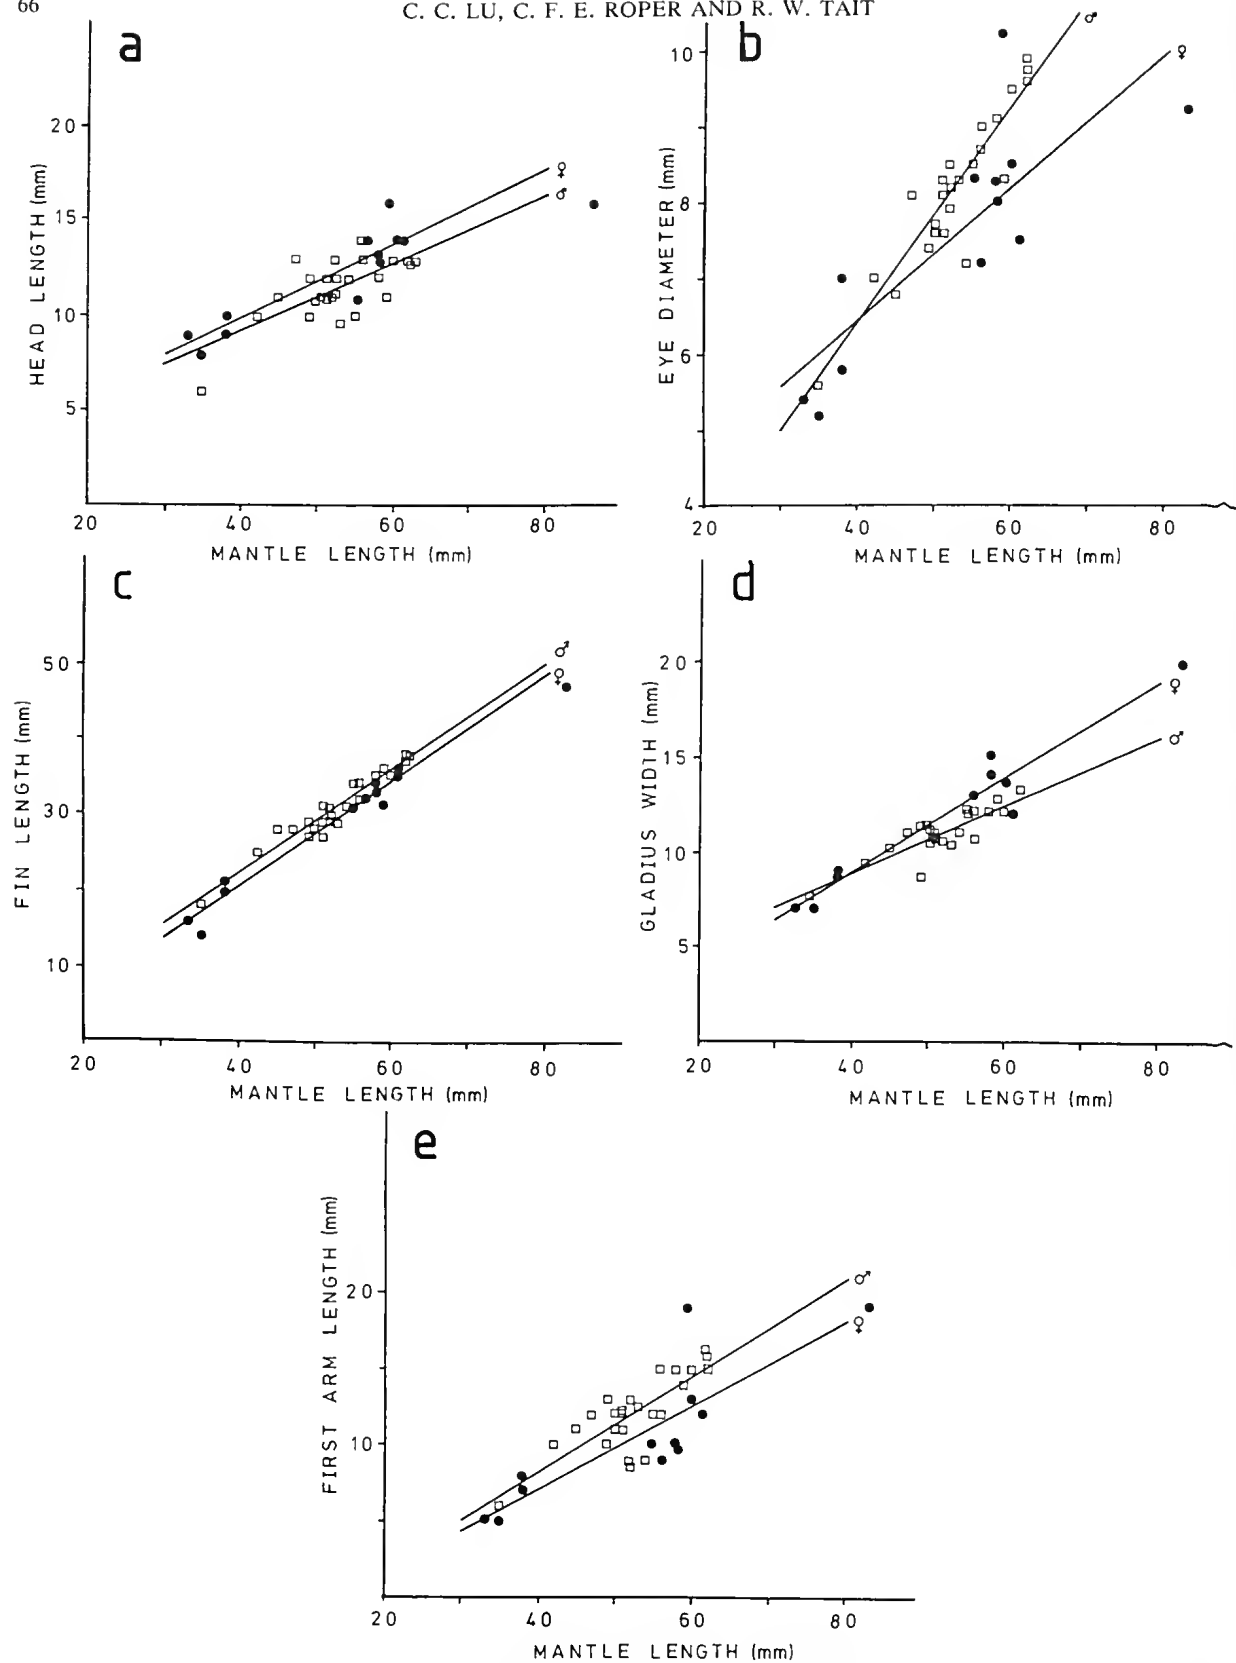 66
C. C. LU, C. F. E. ROPER AND R. W. TAIT
a
20
15
10
5
HEAD LENGTH (mm)
♀
♂
20 40 60 80
MANTLE LENGTH (mm)
b
10
8
6
4
EYE DIAMETER (mm)
♂
♀
20 40 60 80
MANTLE LENGTH (mm)
c
50
30
10
FIN LENGTH (mm)
♂
♀
20 40 60 80
MANTLE LENGTH (mm)
d
20
15
10
5
GLADIUS WIDTH (mm)
♀
♂
20 40 60 80
MANTLE LENGTH (mm)
e
20
10
FIRST ARM LENGTH (mm)
♂
♀
20 40 60 80
MANTLE LENGTH (mm)